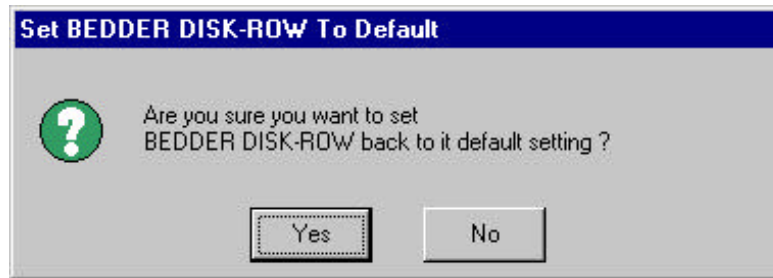 Set BEDDER DISK-ROW To Default
Are you sure you want to set
BEDDER DISK-ROW back to it default setting ?
Yes
No